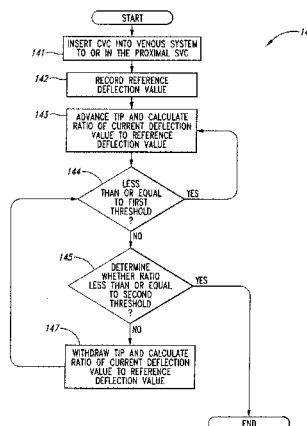 START
14
141
INSERT CVC INTO VENOUS SYSTEM
TO OR IN THE PROXIMAL SVC
142
RECORD REFERENCE
DEFLECTION VALUE
143
ADVANCE TIP AND CALCULATE
RATIO OF CURRENT DEFLECTION
VALUE TO REFERENCE
DEFLECTION VALUE
144
LESS
THAN OR EQUAL
TO FIRST
THRESHOLD
?
YES
NO
145
DETERMINE
WHETHER RATIO
LESS THAN OR EQUAL
TO SECOND
THRESHOLD
?
YES
NO
147
WITHDRAW TIP AND CALCULATE
RATIO OF CURRENT DEFLECTION
VALUE TO REFERENCE
DEFLECTION VALUE
END